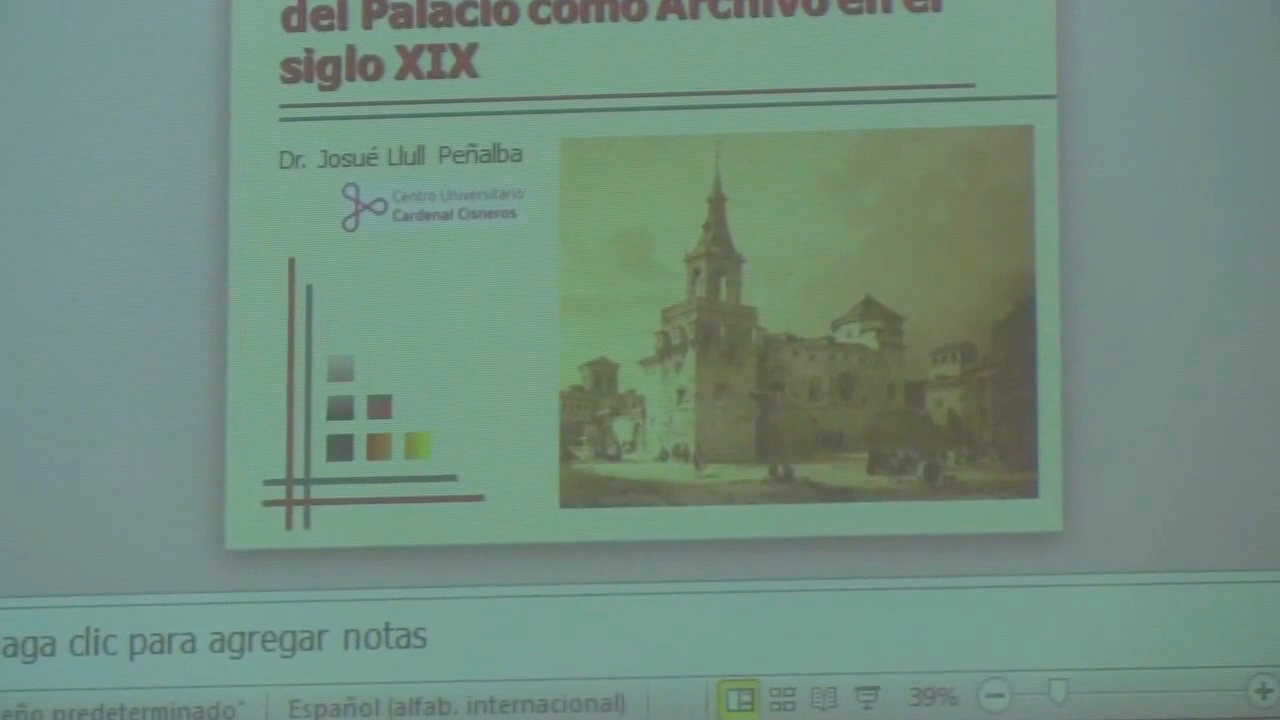 del Palacio como Archivo en el
siglo XIX
Dr. Josué Llull Peñalba
Centro Universitario
Cardenal Cisneros
aga clic para agregar notas
eño predeterminado"
Español (alfab. internacional)
39%